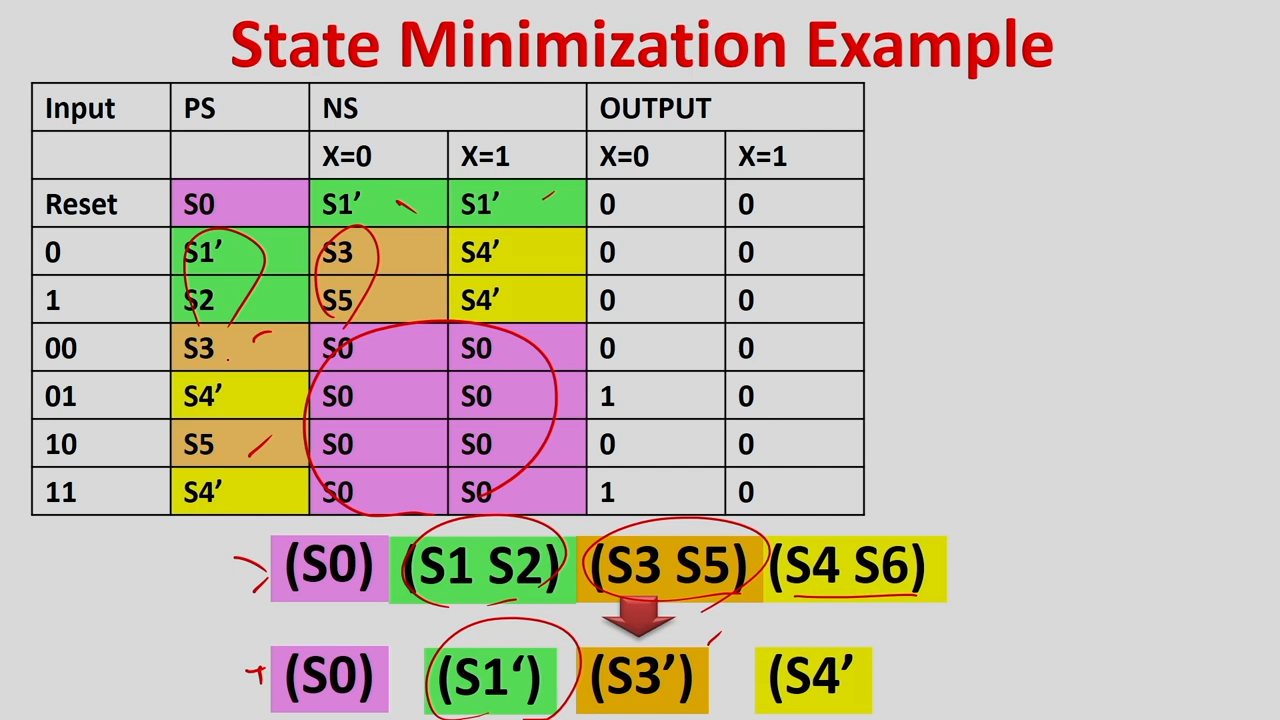 State Minimization Example
Input PS NS OUTPUT
X=0 X=1 X=0 X=1
Reset S0 S1’ S1’ 0 0
0 S1’ S3 S4’ 0 0
1 S2 S5 S4’ 0 0
00 S3 S0 S0 0 0
01 S4’ S0 S0 1 0
10 S5 S0 S0 0 0
11 S4’ S0 S0 1 0
(S0) (S1 S2) (S3 S5) (S4 S6)
(S0) (S1‘) (S3’) (S4’